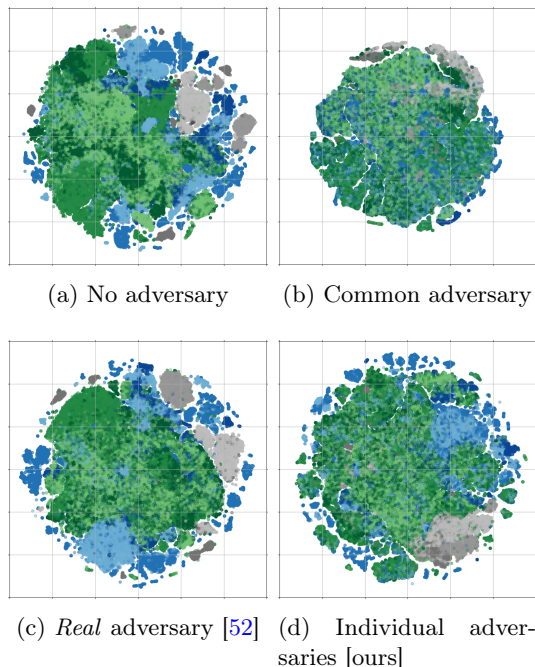 (a) No adversary
(b) Common adversary
(c) Real adversary [52]
(d) Individual adver-
saries [ours]